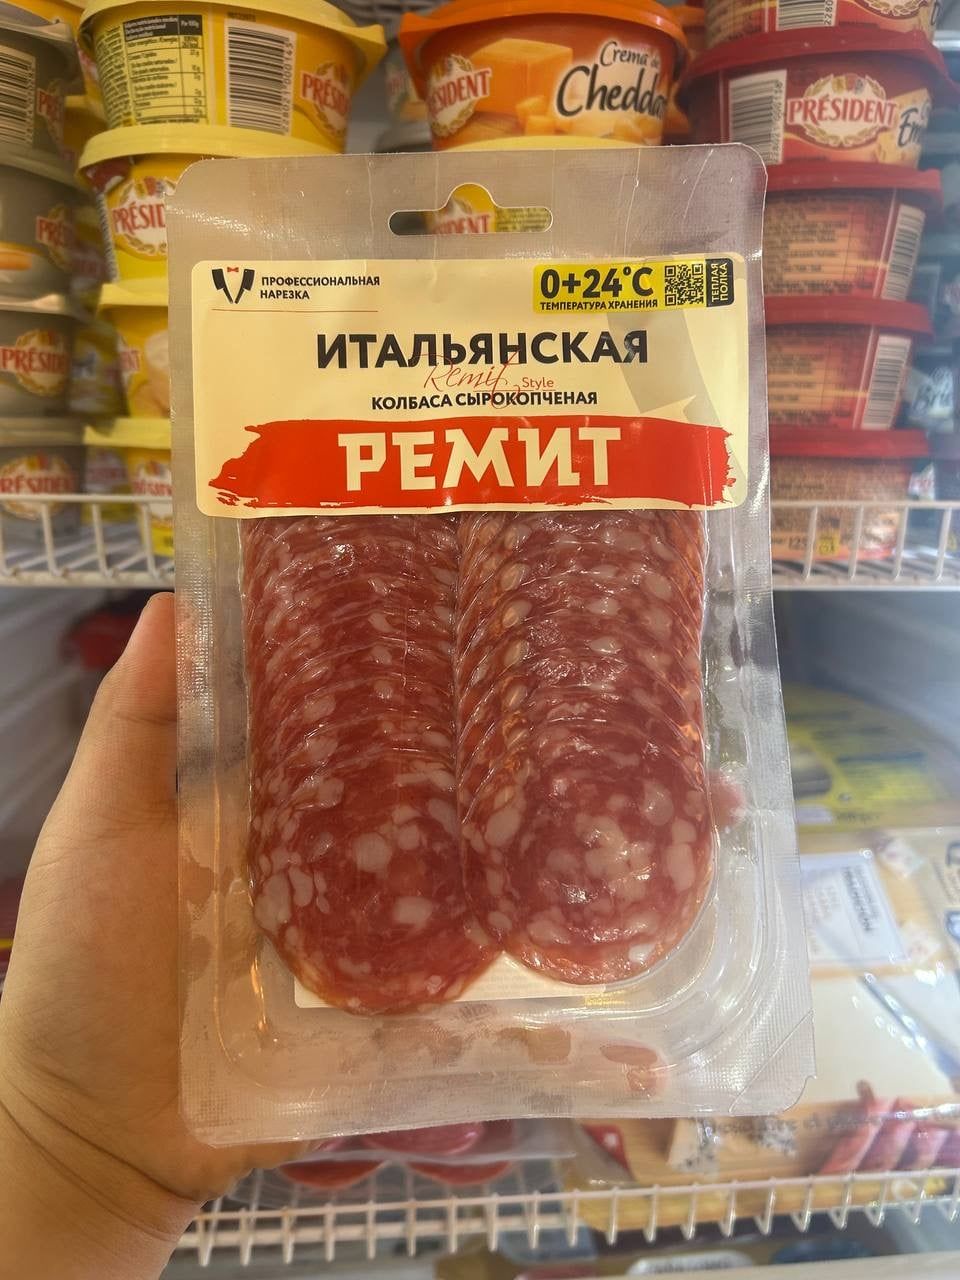 PRÉSIDENT
PRÉSIDENT
Crema de
Cheddar
PRÉSIDENT
PRÉSIDENT
ПРОФЕССИОНАЛЬНАЯ
НАРЕЗКА
0+24°C
ТЕМПЕРАТУРА ХРАНЕНИЯ
ТЕПЛАЯ
ПОЛКА
ИТАЛЬЯНСКАЯ
Remit Style
КОЛБАСА СЫРОКОПЧЕНАЯ
РЕМИТ
PRÉSIDENT
PRÉSIDENT